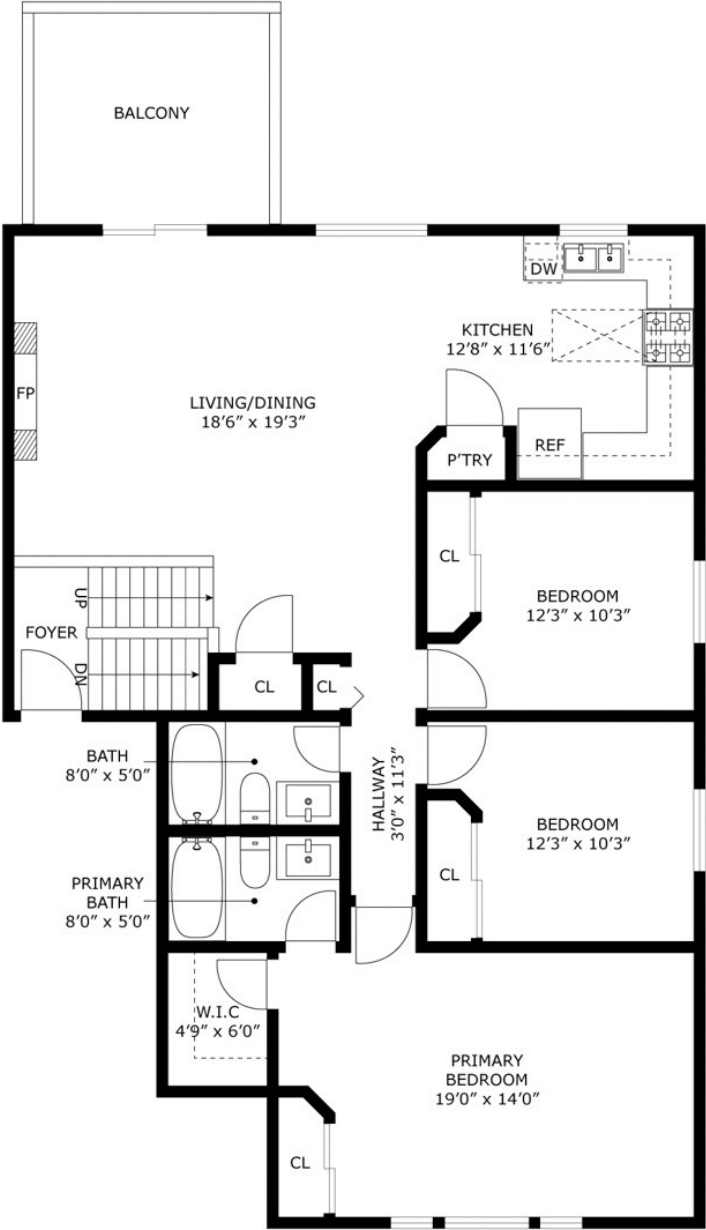 BALCONY
DW
KITCHEN
12'8" x 11'6"
FP
LIVING/DINING
18'6" x 19'3"
P'TRY
REF
CL
BEDROOM
12'3" x 10'3"
UP
FOYER
DN
CL
CL
BATH
8'0" x 5'0"
HALLWAY
3'0" x 11'3"
BEDROOM
12'3" x 10'3"
CL
PRIMARY
BATH
8'0" x 5'0"
W.I.C
4'9" x 6'0"
PRIMARY
BEDROOM
19'0" x 14'0"
CL